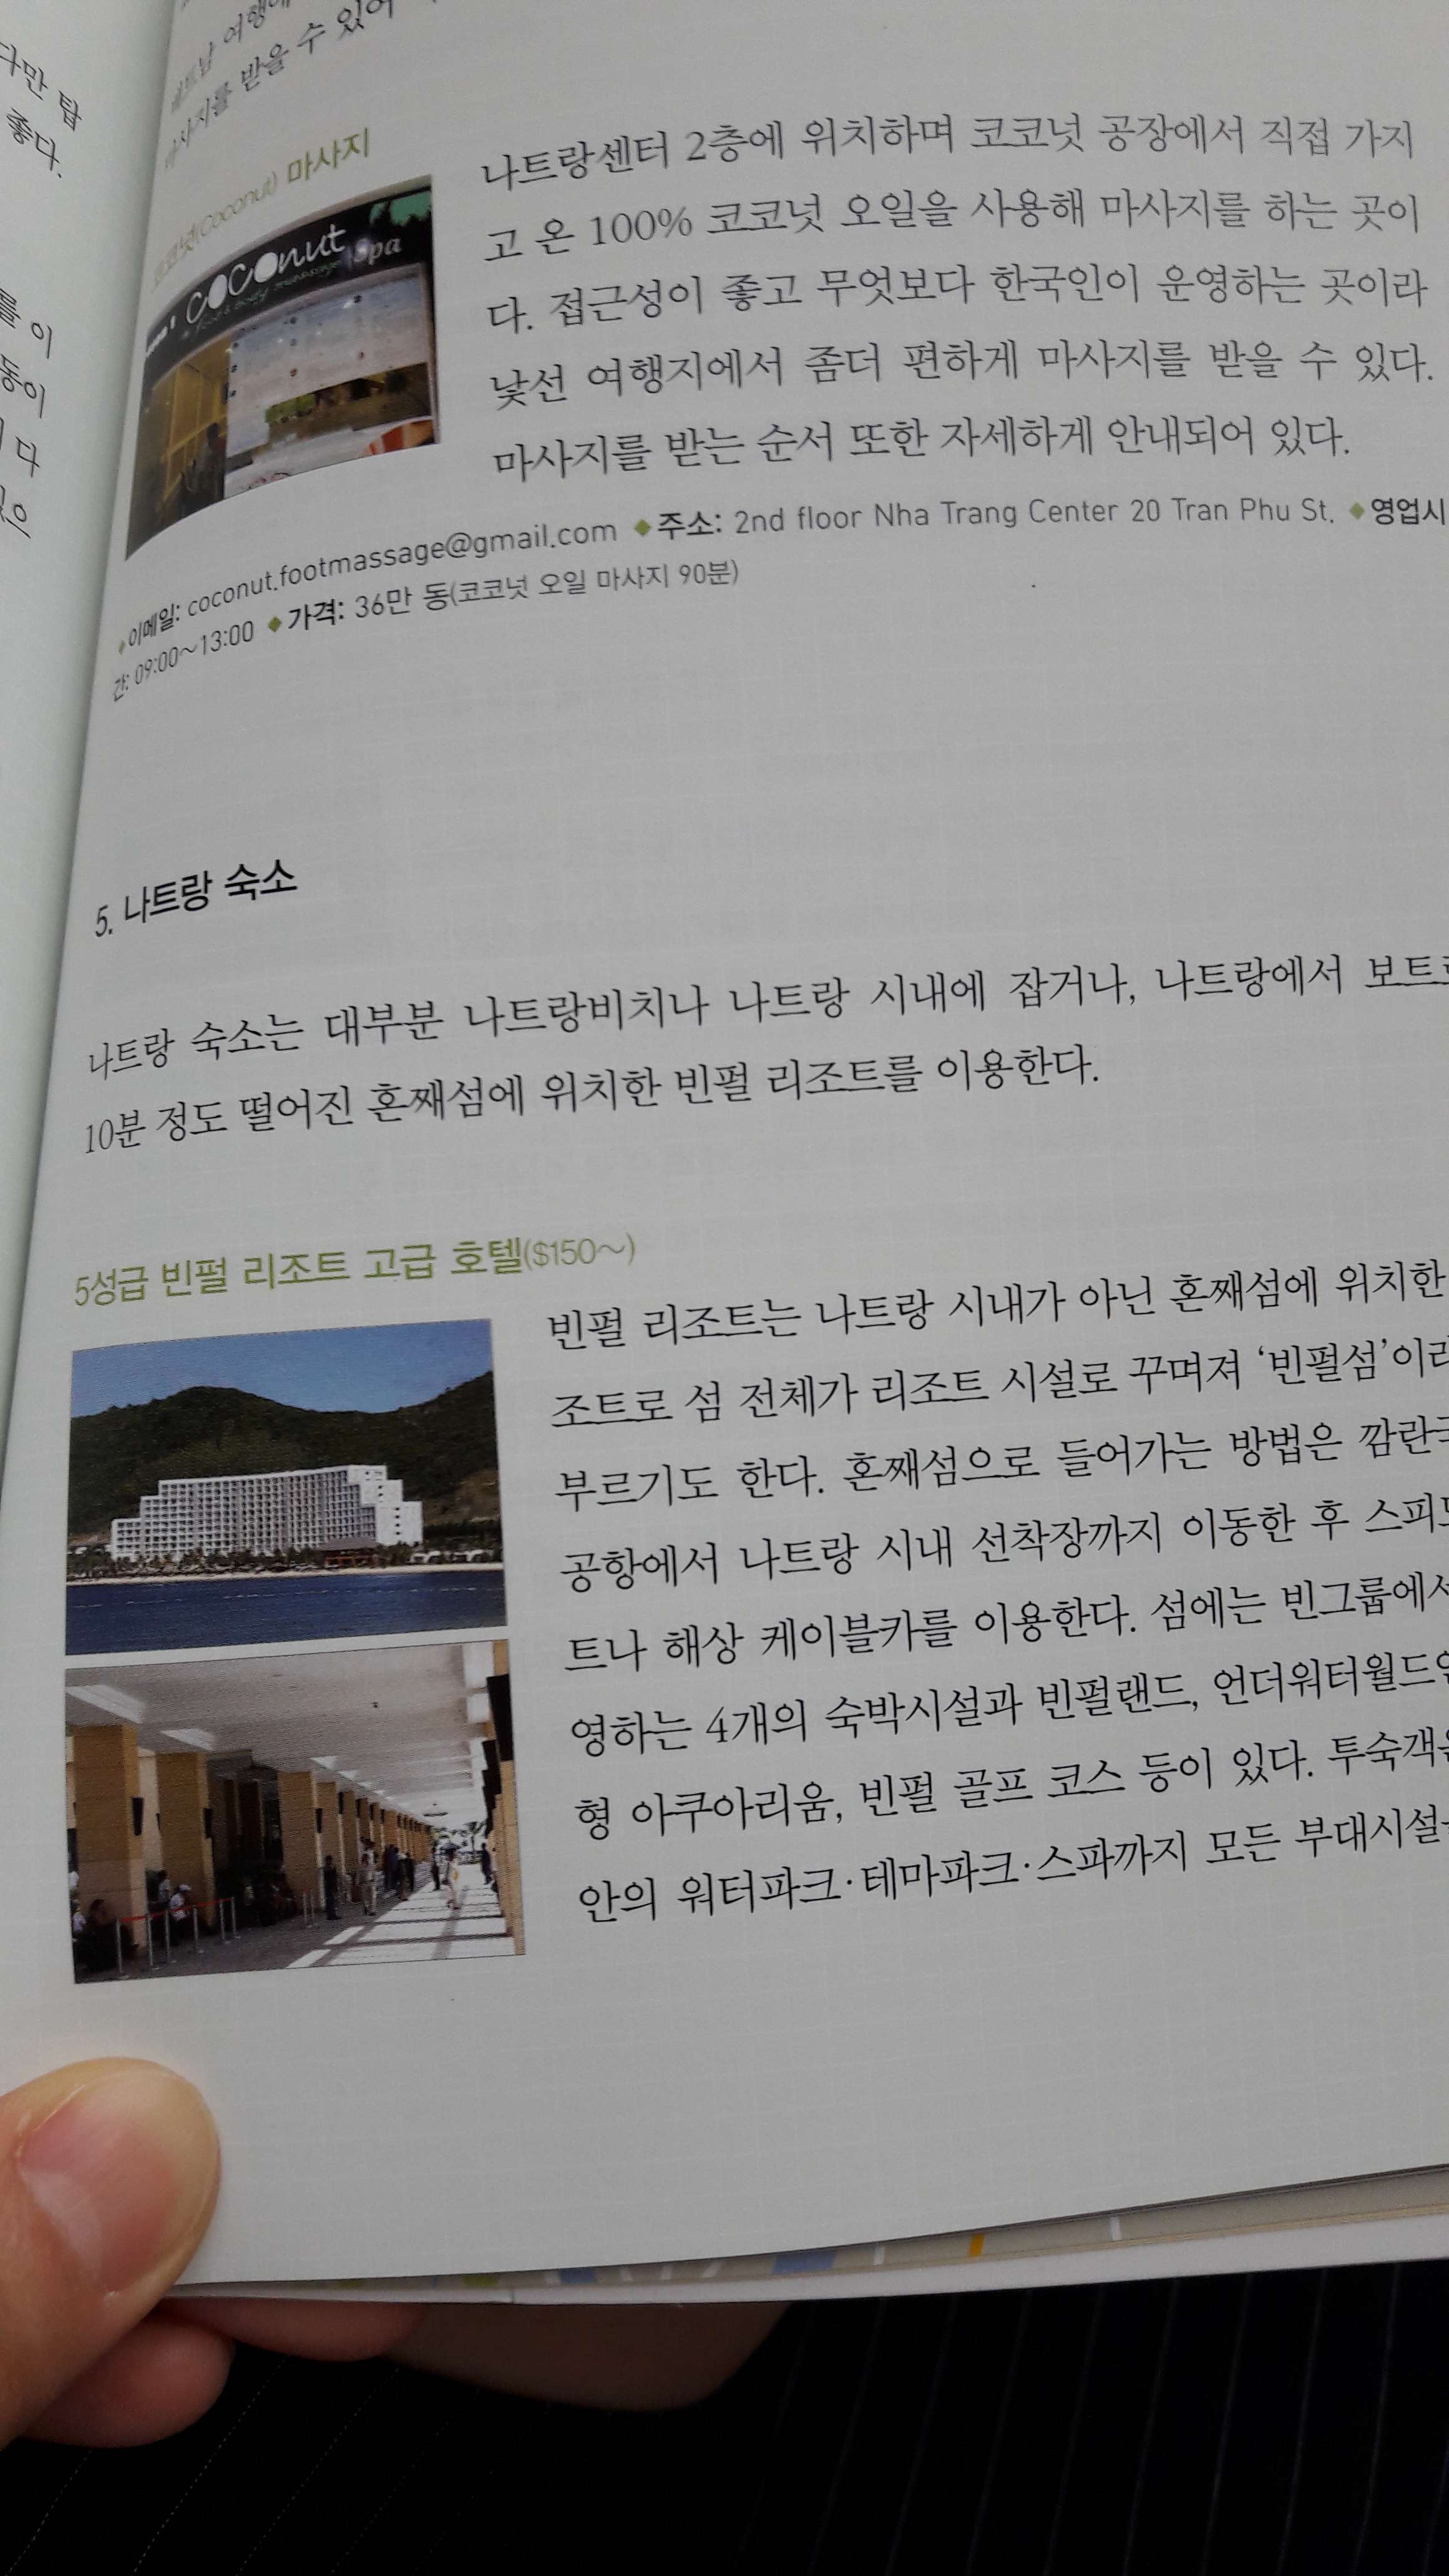 다만 탑
좋다.
를 이
동이
다
여행에
마사지를 받을 수 있어
코코넛(Coconut) 마사지
coconut
Spa
나트랑센터 2층에 위치하며 코코넛 공장에서 직접 가지
고 온 100% 코코넛 오일을 사용해 마사지를 하는 곳이
다. 접근성이 좋고 무엇보다 한국인이 운영하는 곳이라
낯선 여행지에서 좀더 편하게 마사지를 받을 수 있다.
마사지를 받는 순서 또한 자세하게 안내되어 있다.
◆이메일: coconut.footmassage@gmail.com ◆주소: 2nd floor Nha Trang Center 20 Tran Phu St. ◆영업시
간: 09:00~13:00 ◆가격: 36만 동(코코넛 오일 마사지 90분)
5. 나트랑 숙소
나트랑 숙소는 대부분 나트랑비치나 나트랑 시내에 잡거나, 나트랑에서 보트로
10분 정도 떨어진 혼째섬에 위치한 빈펄 리조트를 이용한다.
5성급 빈펄 리조트 고급 호텔($150~)
빈펄 리조트는 나트랑 시내가 아닌 혼째섬에 위치한
조트로 섬 전체가 리조트 시설로 꾸며져 ‘빈펄섬’이라
부르기도 한다. 혼째섬으로 들어가는 방법은 깜란국
공항에서 나트랑 시내 선착장까지 이동한 후 스피드
트나 해상 케이블카를 이용한다. 섬에는 빈그룹에서
영하는 4개의 숙박시설과 빈펄랜드, 언더워터월드인
형 아쿠아리움, 빈펄 골프 코스 등이 있다. 투숙객은
안의 워터파크·테마파크·스파까지 모든 부대시설을